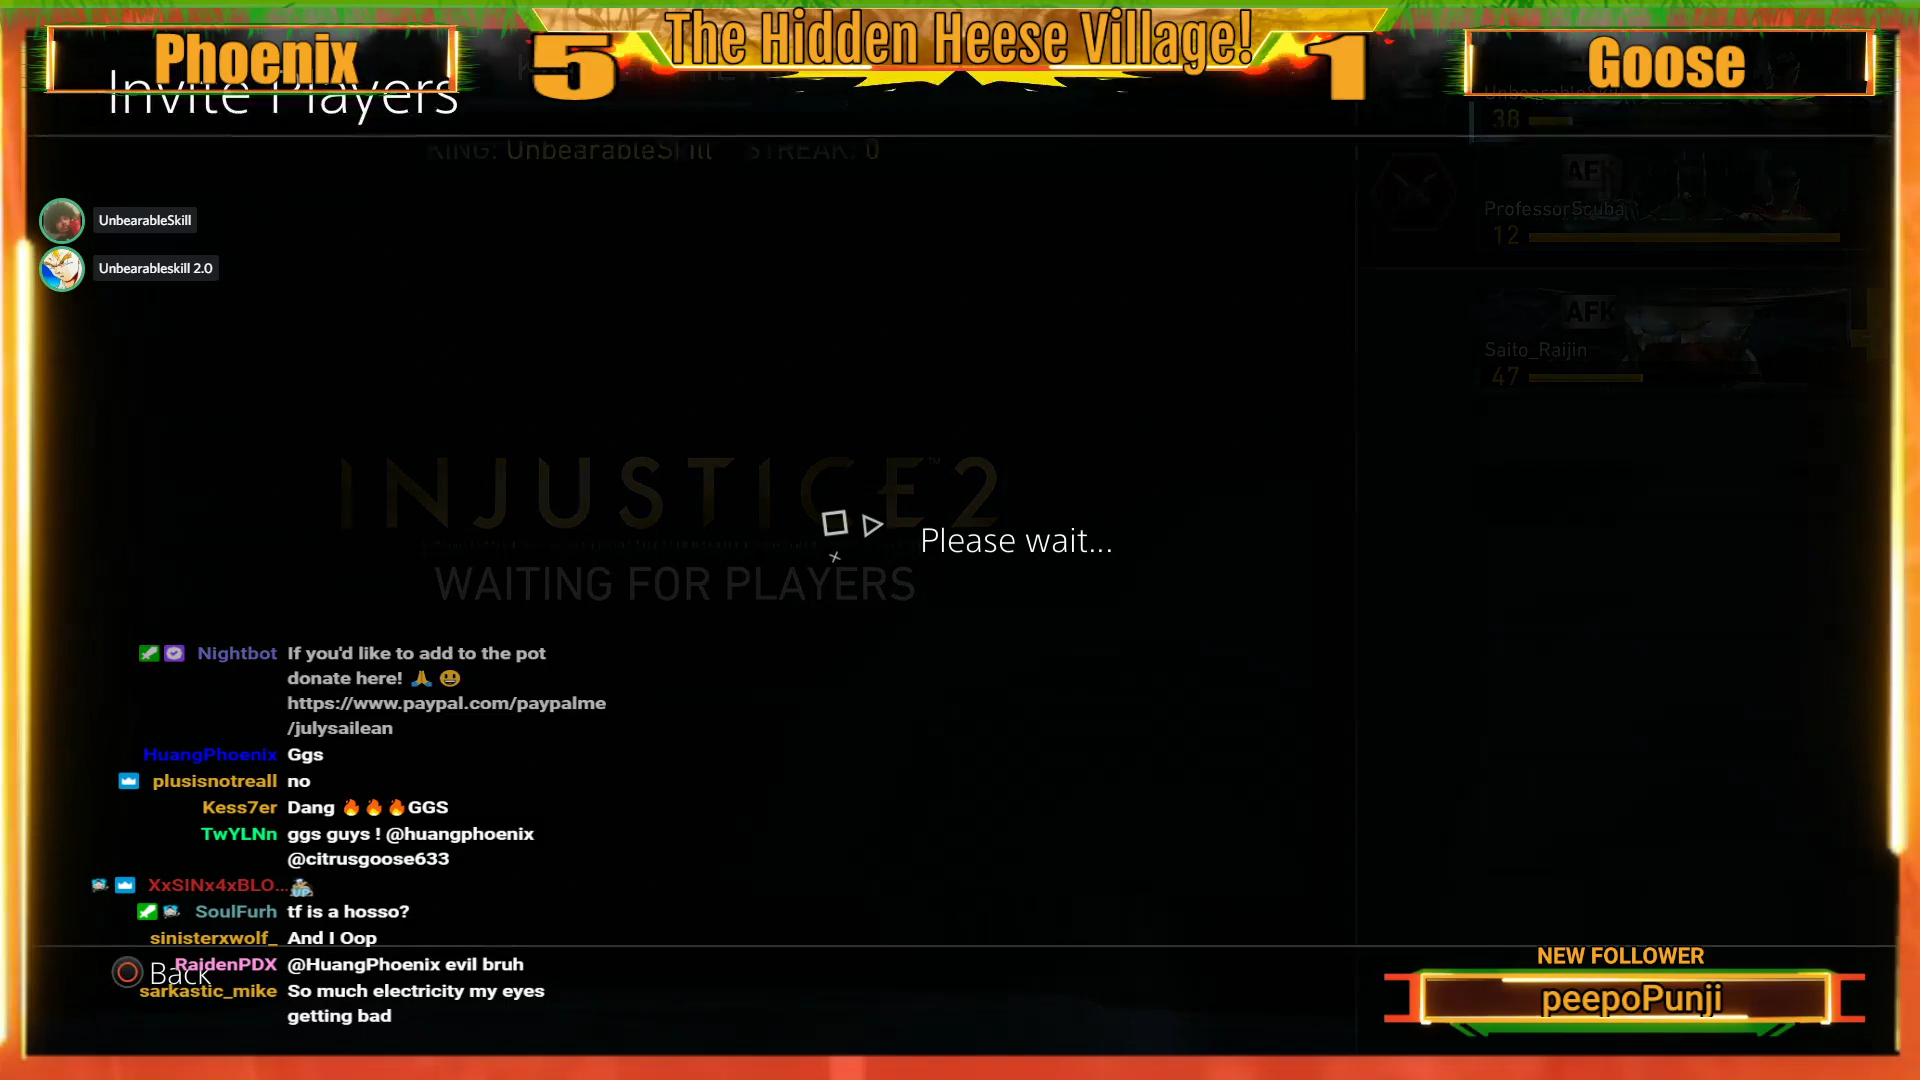 The Hidden Heese Village!
Phoenix
5
1
Goose
Invite Players
UnbearableSkill
38
KING: UnbearableSkill STREAK: 0
AFK
ProfessorScuba
12
UnbearableSkill
Unbearableskill 2.0
AFK
Saito_Raijin
47
INJUSTICE 2
Please wait...
WAITING FOR PLAYERS
Nightbot If you'd like to add to the pot
donate here! 🙏 😀
https://www.paypal.com/paypalme
/julysailean
HuangPhoenix Ggs
plusisnotreall no
Kess7er Dang 🔥🔥🔥GGS
TwYLNn ggs guys ! @huangphoenix
@citrusgoose633
XxSINx4xBLO... UP
SoulFurh tf is a hosso?
sinisterxwolf_ And I Oop
RaidenPDX @HuangPhoenix evil bruh
Back
sarkastic_mike So much electricity my eyes
getting bad
NEW FOLLOWER
peepoPunji